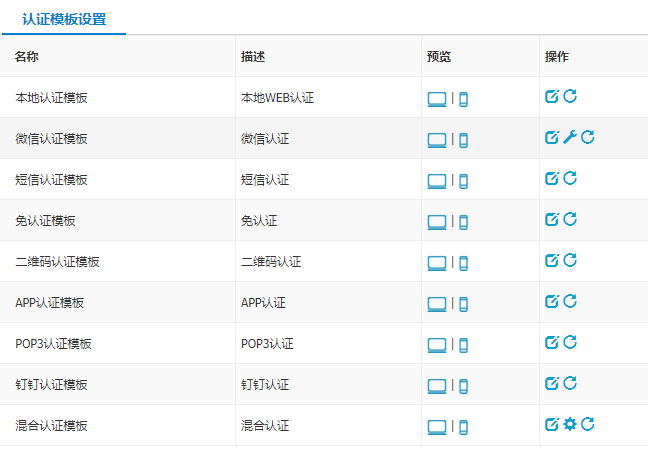 认证模板设置
名称 描述 预览 操作
本地认证模板 本地WEB认证 |
微信认证模板 微信认证 |
短信认证模板 短信认证 |
免认证模板 免认证 |
二维码认证模板 二维码认证 |
APP认证模板 APP认证 |
POP3认证模板 POP3认证 |
钉钉认证模板 钉钉认证 |
混合认证模板 混合认证 |